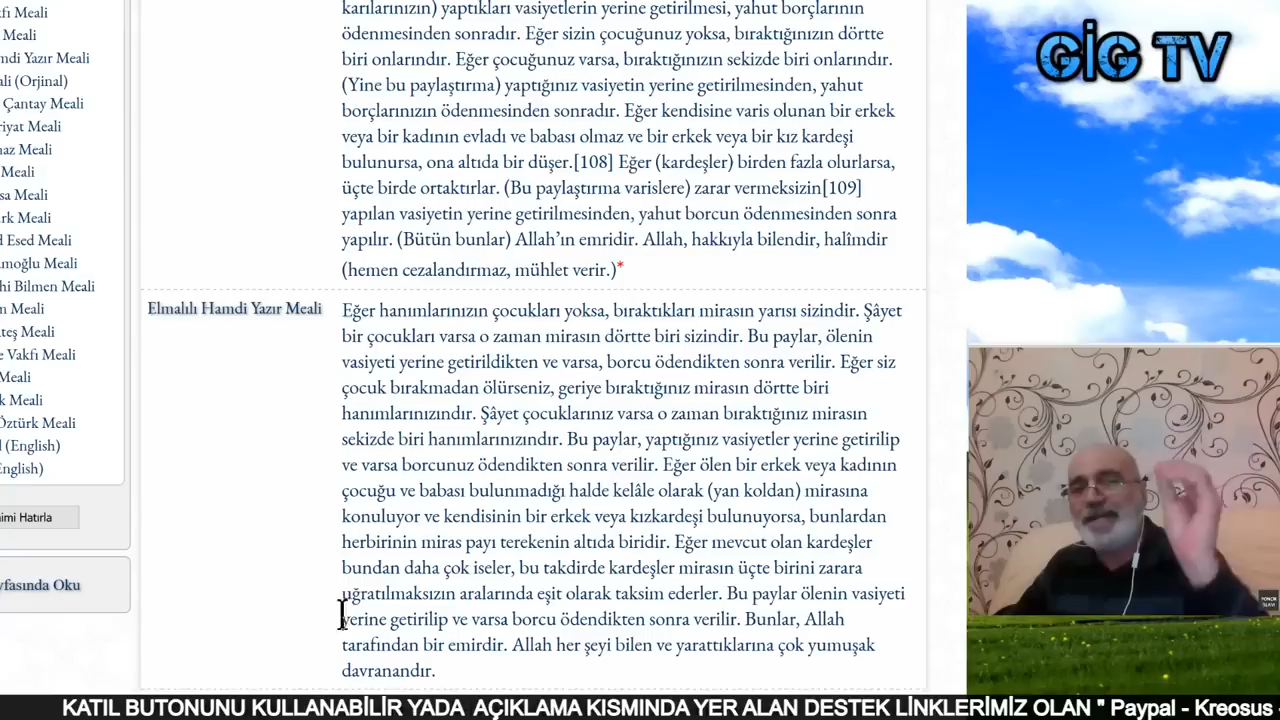 kfı Meali
Meali
mdi Yazır Meali
ali (Orjinal)
Çantay Meali
riyat Meali
naz Meali
Meali
sa Meali
rk Meali
d Esed Meali
amoğlu Meali
hi Bilmen Meali
m Meali
teş Meali
e Vakfı Meali
Meali
k Meali
Öztürk Meali
l (English)
English)
imi Hatırla
yfasında Oku
karılarınızın) yaptıkları vasiyetlerin yerine getirilmesi, yahut borçlarının
ödenmesinden sonradır. Eğer sizin çocuğunuz yoksa, bıraktığınızın dörtte
biri onlarındır. Eğer çocuğunuz varsa, bıraktığınızın sekizde biri onlarındır.
(Yine bu paylaştırma) yaptığınız vasiyetin yerine getirilmesinden, yahut
borçlarınızın ödenmesinden sonradır. Eğer kendisine varis olunan bir erkek
veya bir kadının evladı ve babası olmaz ve bir erkek veya bir kız kardeşi
bulunursa, ona altıda bir düşer.[108] Eğer (kardeşler) birden fazla olurlarsa,
üçte birde ortaktırlar. (Bu paylaştırma varislere) zarar vermeksizin[109]
yapılan vasiyetin yerine getirilmesinden, yahut borcun ödenmesinden sonra
yapılır. (Bütün bunlar) Allah’ın emridir. Allah, hakkıyla bilendir, halîmdir
(hemen cezalandırmaz, mühlet verir.)*
Elmalılı Hamdi Yazır Meali
Eğer hanımlarınızın çocukları yoksa, bıraktıkları mirasın yarısı sizindir. Şâyet
bir çocukları varsa o zaman mirasın dörtte biri sizindir. Bu paylar, ölenin
vasiyeti yerine getirildikten ve varsa, borcu ödendikten sonra verilir. Eğer siz
çocuk bırakmadan ölürseniz, geriye bıraktığınız mirasın dörtte biri
hanımlarınızındır. Şâyet çocuklarınız varsa o zaman bıraktığınız mirasın
sekizde biri hanımlarınızındır. Bu paylar, yaptığınız vasiyetler yerine getirilip
ve varsa borcunuz ödendikten sonra verilir. Eğer ölen bir erkek veya kadının
çocuğu ve babası bulunmadığı halde kelâle olarak (yan koldan) mirasına
konuluyor ve kendisinin bir erkek veya kızkardeşi bulunuyorsa, bunlardan
herbirinin miras payı terekenin altıda biridir. Eğer mevcut olan kardeşler
bundan daha çok iseler, bu takdirde kardeşler mirasın üçte birini zarara
uğratılmaksızın aralarında eşit olarak taksim ederler. Bu paylar ölenin vasiyeti
yerine getirilip ve varsa borcu ödendikten sonra verilir. Bunlar, Allah
tarafından bir emirdir. Allah her şeyi bilen ve yarattıklarına çok yumuşak
davranandır.
GİG TV
KATIL BUTONUNU KULLANABİLİR YADA AÇIKLAMA KISMINDA YER ALAN DESTEK LİNKLERİMİZ OLAN " Paypal - Kreosus -